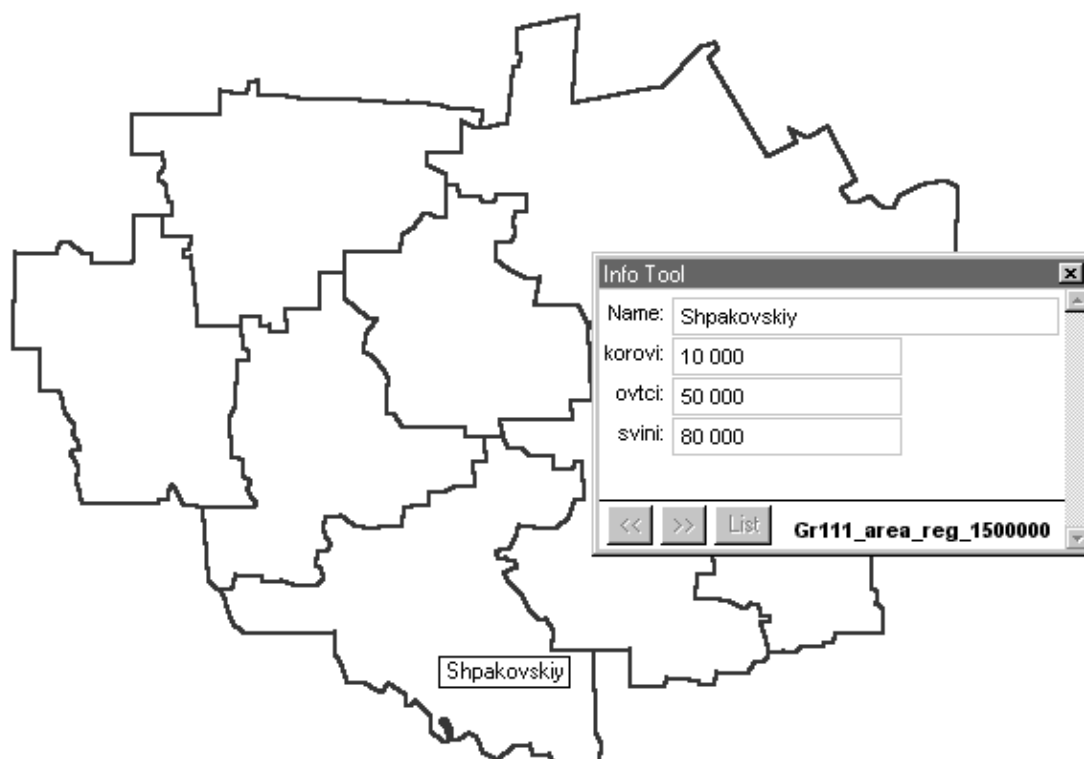 Info Tool
Name: Shpakovskiy
korovi: 10 000
ovtci: 50 000
svini: 80 000
<< >> List Gr111_area_reg_1500000
Shpakovskiy